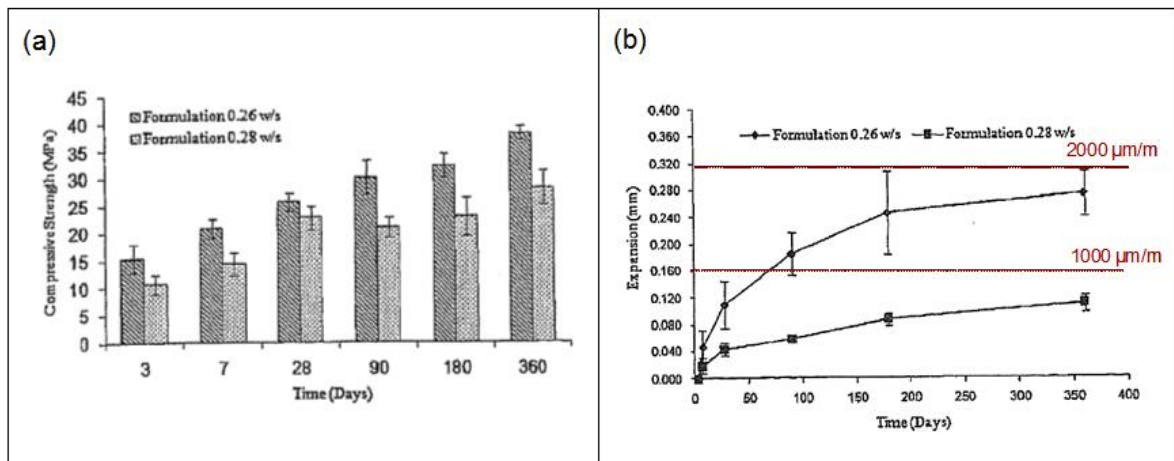 (a)
45
40
35
30
25
20
15
10
5
0
Compressive Strength (MPa)
Formulation 0.26 w/s
Formulation 0.28 w/s
3 7 28 90 180 360
Time (Days)
(b)
0.400
0.360
0.320
0.280
0.240
0.200
0.160
0.120
0.080
0.040
0.000
Expansion (mm)
Formulation 0.26 w/s Formulation 0.28 w/s
2000 µm/m
1000 µm/m
0 50 100 150 200 250 300 350 400
Time (Days)